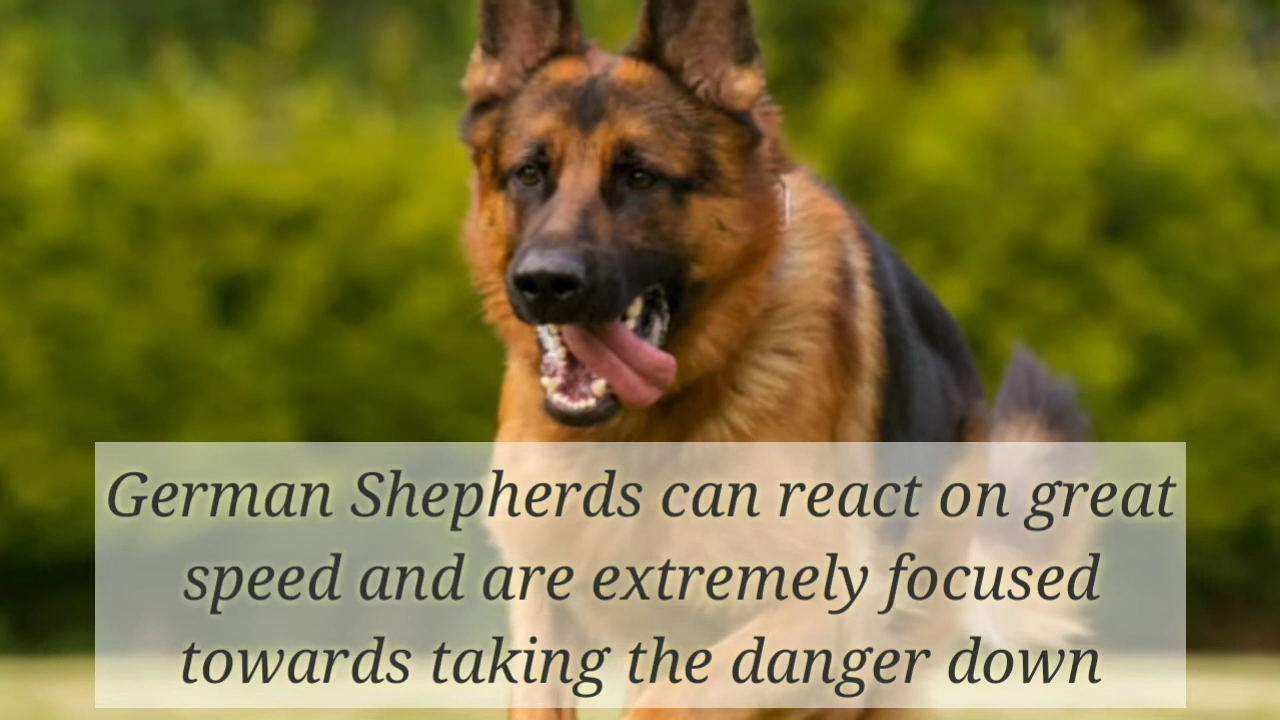 German Shepherds can react on great
speed and are extremely focused
towards taking the danger down